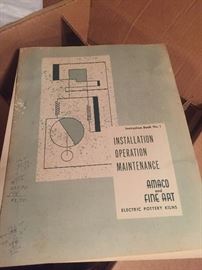 Instruction Book No. 1
INSTALLATION
OPERATION
MAINTENANCE
AMACO
and
FINE ART
ELECTRIC POTTERY KILNS